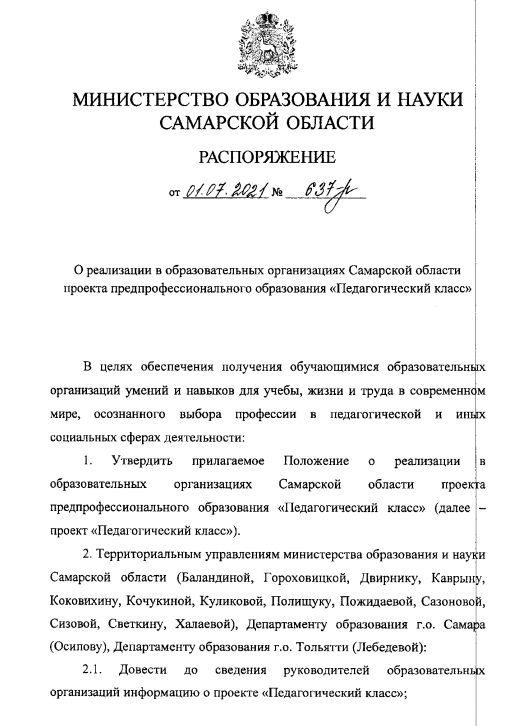 МИНИСТЕРСТВО ОБРАЗОВАНИЯ И НАУКИ
САМАРСКОЙ ОБЛАСТИ
РАСПОРЯЖЕНИЕ
от 01.07.2021 № 637-р
О реализации в образовательных организациях Самарской области
проекта предпрофессионального образования «Педагогический класс»
В целях обеспечения получения обучающимися образовательных
организаций умений и навыков для учебы, жизни и труда в современном
мире, осознанного выбора профессии в педагогической и иных
социальных сферах деятельности:
1. Утвердить прилагаемое Положение о реализации в
образовательных организациях Самарской области проекта
предпрофессионального образования «Педагогический класс» (далее –
проект «Педагогический класс»).
2. Территориальным управлениям министерства образования и науки
Самарской области (Баландиной, Гороховицкой, Двирнику, Каврыну,
Коковихину, Кочукиной, Куликовой, Полищуку, Пожидаевой, Сазоновой,
Сизовой, Светкину, Халаевой), Департаменту образования г.о. Самара
(Осипову), Департаменту образования г.о. Тольятти (Лебедевой):
2.1. Довести до сведения руководителей образовательных
организаций информацию о проекте «Педагогический класс»;